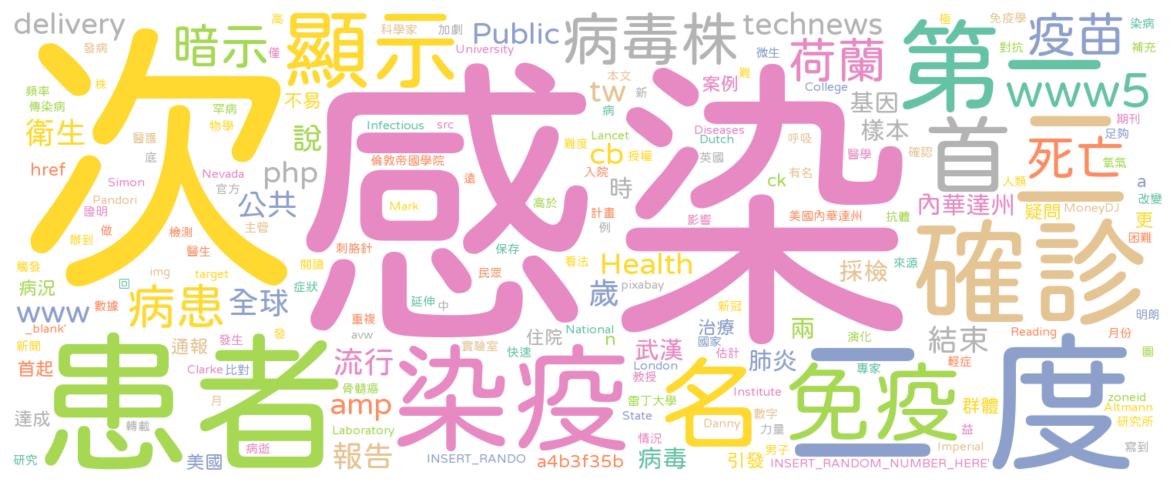 delivery
次
顯示
暗示
感染
Public
病毒株
technews
荷蘭
第一
疫苗
www5
死亡
首
二
確診
患者
染疫
名
免疫
三
度
高
發病
株
僅
科學家
加劇
University
微生
難
極
免疫學
對抗
染病
補充
頻率
傳染病
衛生
醫護
底
罕病
物學
不易
說
href
Simon
Pandori
證明
辦到
做
檢測
醫生
Nevada
官方
主管
php
公共
Infectious
src
倫敦帝國學院
遠
Mark
刺胳針
高於
入院
計畫
例
保存
本文
新
tw
病
難度
Lancet
cb
授權
Dutch
英國
時
案例
College
Diseases
呼吸
醫學
有名
ck
美國內華達州
影響
基因
樣本
確認
抗體
來源
採檢
期刊
足夠
氧氣
人類
內華達州
疑問
MoneyDJ
更
a
改變
困難
觸發
回
img
target
閱讀
症狀
病況
數據
www
_blank'
病患
全球
民眾
延伸
中
看法
Health
pixabay
歲
新冠
治療
國家
兩
演化
結束
Reading
輕症
月份
明朗
圖
新聞
首起
通報
發生
發
Clarke
比對
月
重複
avw
流行
骨髓癌
實驗室
快速
住院
National
n
London
教授
武漢
估計
肺炎
專家
Institute
群體
益
zoneid
Altmann
研究所
寫到
達成
轉載
研究
美國
病逝
amp
Laboratory
報告
INSERT_RANDO
雷丁大學
State
a4b3f35b
情況
病毒
Danny
數字
力量
引發
男子
INSERT_RANDOM_NUMBER_HERE'
Imperial